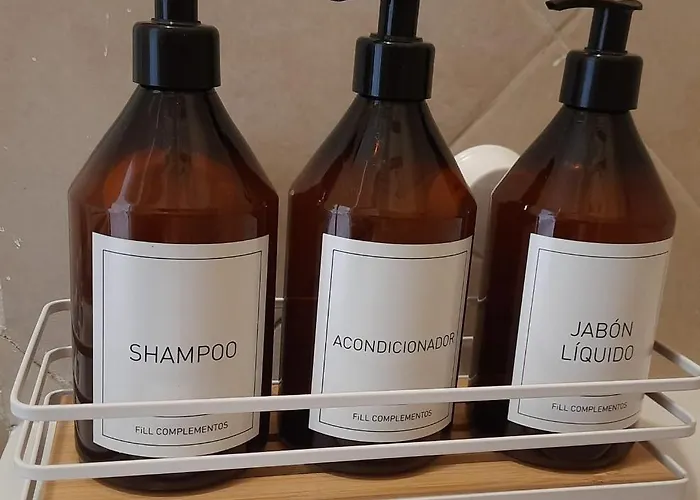 SHAMPOO
FiLL COMPLEMENTOS
ACONDICIONADOR
FiLL COMPLEMENTOS
JABÓN
LÍQUIDO
FiLL COMPLEMENTOS